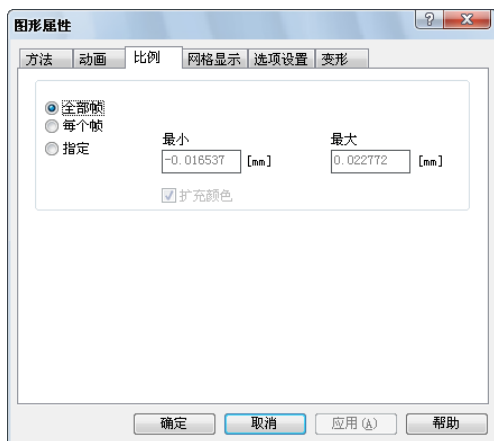 图形属性
方法 动画 比例 网格显示 选项设置 变形
全部帧
每个帧
指定
最小 最大
-0.016537 [mm] 0.022772 [mm]
扩充颜色
确定 取消 应用(A) 帮助